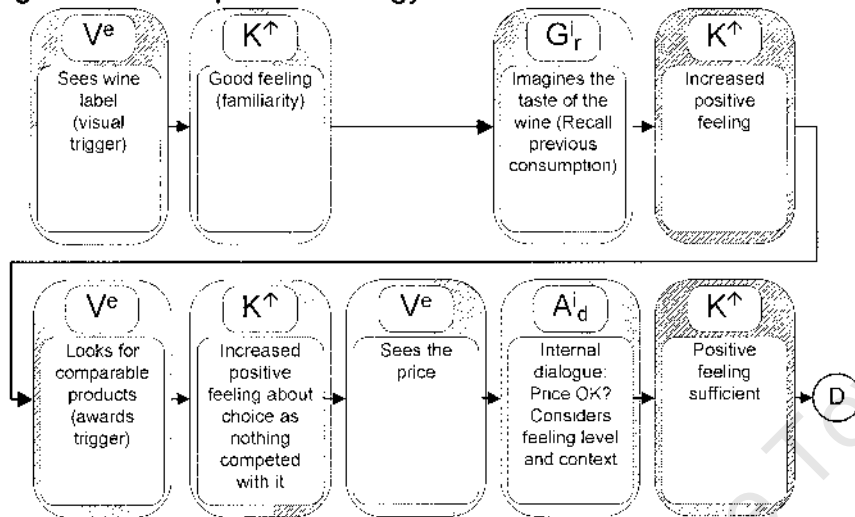 Vᵉ
Sees wine
label
(visual
trigger)
K↑
Good feeling
(familiarity)
Gⁱᵣ
Imagines the
taste of the
wine (Recall
previous
consumption)
K↑
Increased
positive
feeling
Vᵉ
Looks for
comparable
products
(awards
trigger)
K↑
Increased
positive
feeling about
choice as
nothing
competed
with it
Vᵉ
Sees the
price
Aⁱd
Internal
dialogue:
Price OK?
Considers
feeling level
and context
K↑
Positive
feeling
sufficient
D